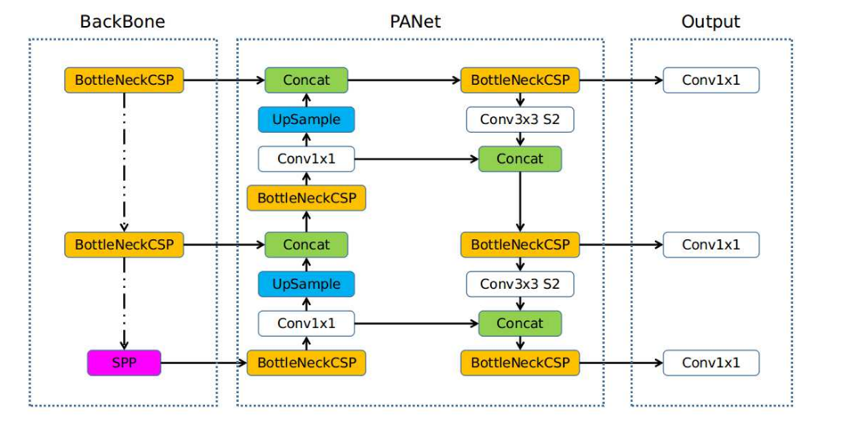 BackBone PANet Output
BottleNeckCSP Concat BottleNeckCSP Conv1x1
UpSample Conv3x3 S2
Conv1x1 Concat
BottleNeckCSP
BottleNeckCSP Concat BottleNeckCSP Conv1x1
UpSample Conv3x3 S2
Conv1x1 Concat
SPP BottleNeckCSP BottleNeckCSP Conv1x1